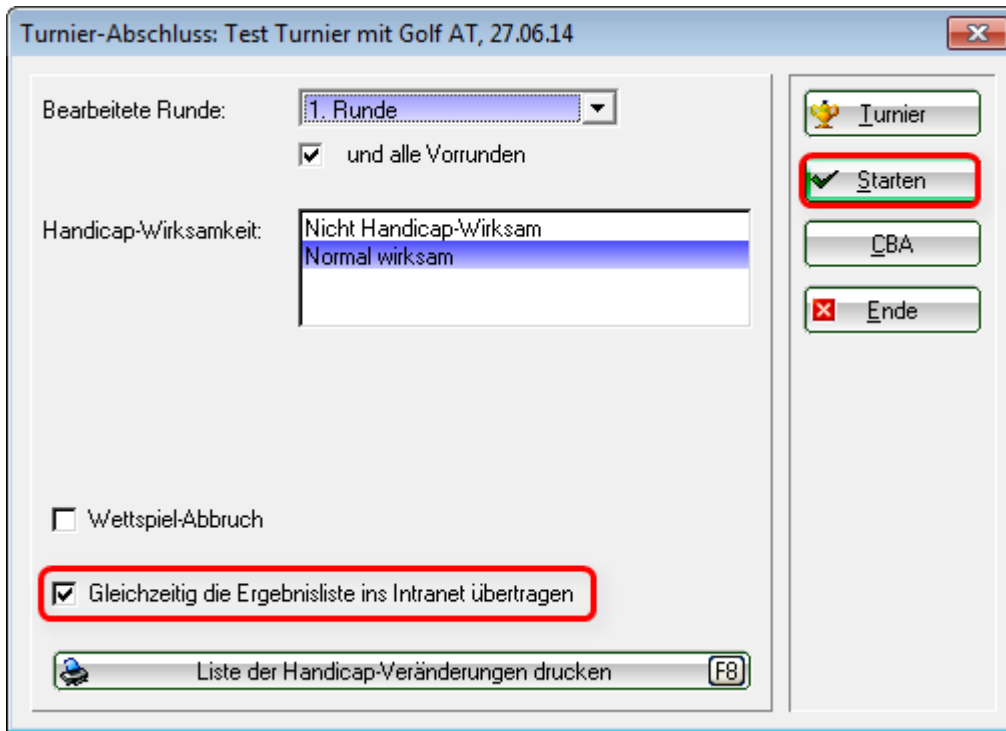 Turnier-Abschluss: Test Turnier mit Golf AT, 27.06.14
Bearbeitete Runde:
1. Runde
und alle Vorrunden
Handicap-Wirksamkeit:
Nicht Handicap-Wirksam
Normal wirksam
Wettspiel-Abbruch
Gleichzeitig die Ergebnisliste ins Intranet übertragen
Liste der Handicap-Veränderungen drucken F8
Turnier
Starten
CBA
Ende